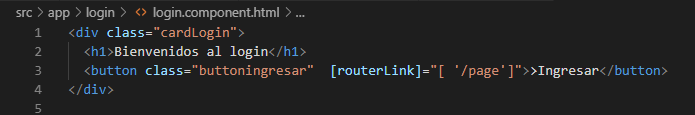 src > app > login > <> login.component.html > ...
1 <div class="cardLogin">
2   <h1>Bienvenidos al login</h1>
3   <button class="buttoningresar"  [routerLink]="[ '/page']">>Ingresar</button>
4 </div>
5